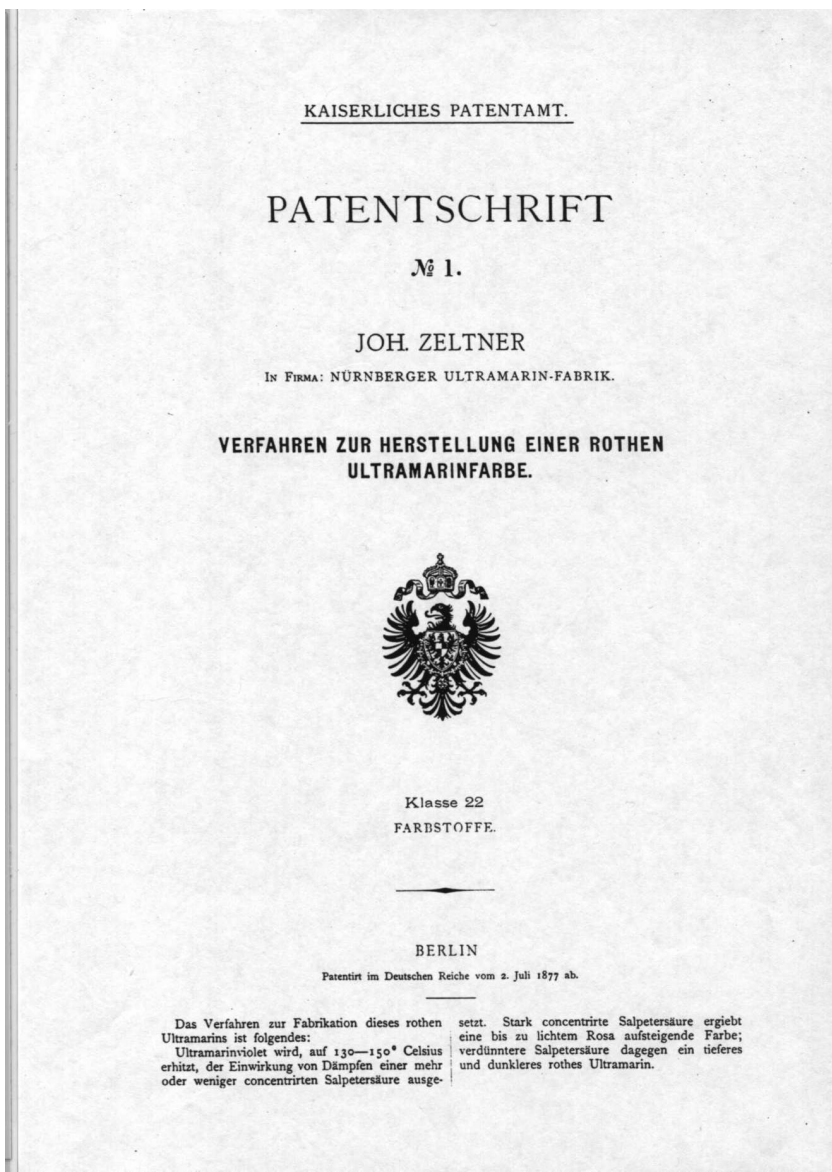 KAISERLICHES PATENTAMT.
PATENTSCHRIFT
№ 1.
JOH. ZELTNER
IN FIRMA: NÜRNBERGER ULTRAMARIN-FABRIK.
VERFAHREN ZUR HERSTELLUNG EINER ROTHEN
ULTRAMARINFARBE.
Klasse 22
FARBSTOFFE.
BERLIN
Patentirt im Deutschen Reiche vom 2. Juli 1877 ab.
Das Verfahren zur Fabrikation dieses rothen
Ultramarins ist folgendes:
Ultramarinviolet wird, auf 130—150° Celsius
erhitzt, der Einwirkung von Dämpfen einer mehr
oder weniger concentrirten Salpetersäure ausge-
setzt. Stark concentrirte Salpetersäure ergiebt
eine bis zu lichtem Rosa aufsteigende Farbe;
verdünntere Salpetersäure dagegen ein tieferes
und dunkleres rothes Ultramarin.